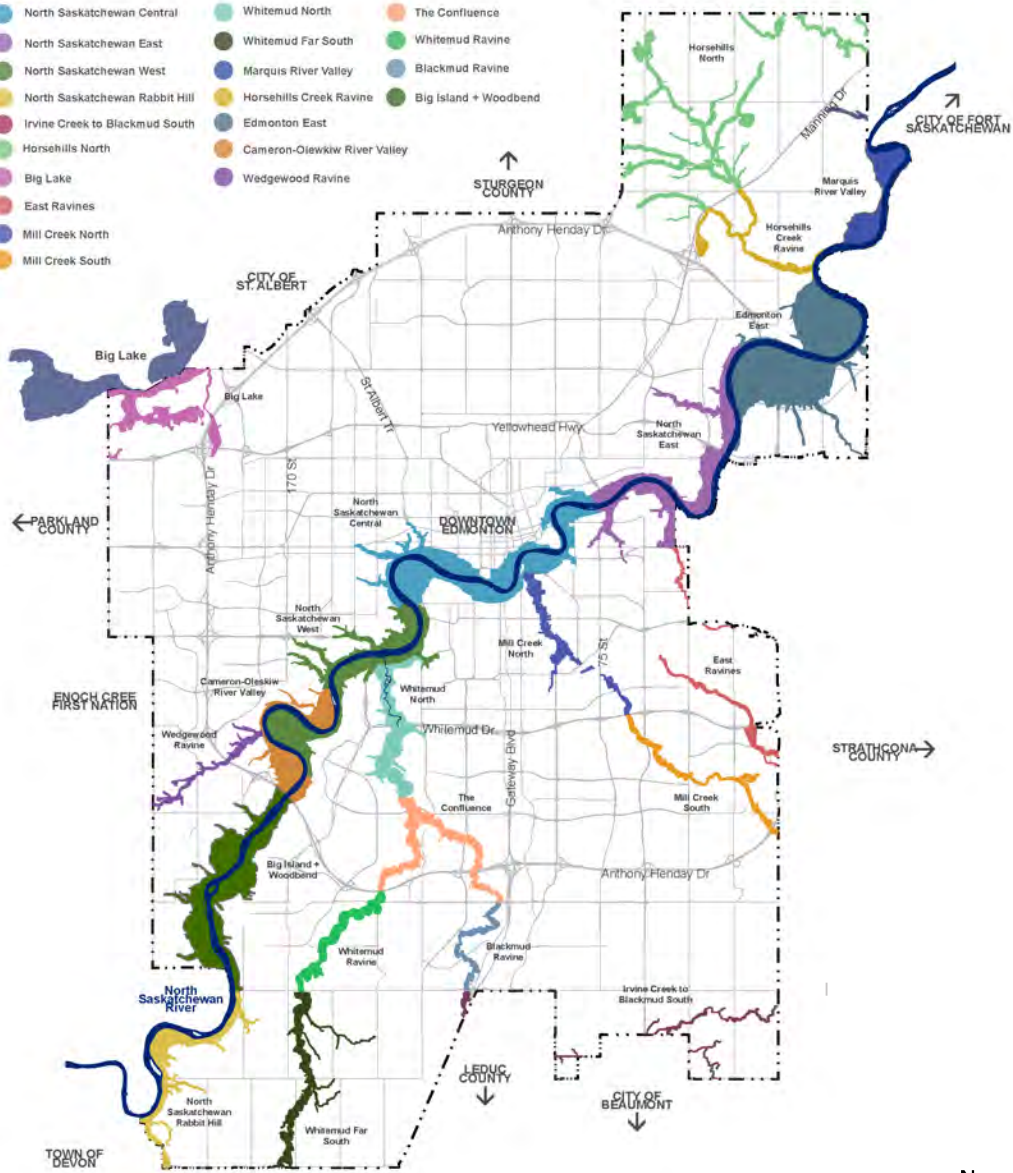 North Saskatchewan Central
North Saskatchewan East
North Saskatchewan West
North Saskatchewan Rabbit Hill
Irvine Creek to Blackmud South
Horsehills North
Big Lake
East Ravines
Mill Creek North
Mill Creek South
Whitemud North
Whitemud Far South
Marquis River Valley
Horsehills Creek Ravine
Edmonton East
Cameron-Olewkiw River Valley
Wedgewood Ravine
The Confluence
Whitemud Ravine
Blackmud Ravine
Big Island + Woodbend
Horsehills
North
Manning Dr
CITY OF FORT
SASKATCHEWAN
STURGEON
COUNTY
Marquis
River Valley
Anthony Henday Dr
Horsehills
Creek
Ravine
CITY OF
ST. ALBERT
Edmonton
East
Big Lake
Big Lake
St Albert Tr
Yellowhead Hwy
North
Saskatchewan
East
170 St
Anthony Henday Dr
North
Saskatchewan
Central
DOWNTOWN
EDMONTON
PARKLAND
COUNTY
North
Saskatchewan
West
Mill Creek
North
75 St
East
Ravines
Cameron-Oleskiw
River Valley
ENOCH CREE
FIRST NATION
Whitemud
North
Whitemud Dr
Wedgewood
Ravine
Gateway Blvd
STRATHCONA
COUNTY
The
Confluence
Mill Creek
South
Big Island +
Woodbend
Anthony Henday Dr
Whitemud
Ravine
Blackmud
Ravine
North
Saskatchewan
River
Irvine Creek to
Blackmud South
LEDUC
COUNTY
CITY OF
BEAUMONT
North
Saskatchewan
Rabbit Hill
Whitemud Far
South
TOWN OF
DEVON